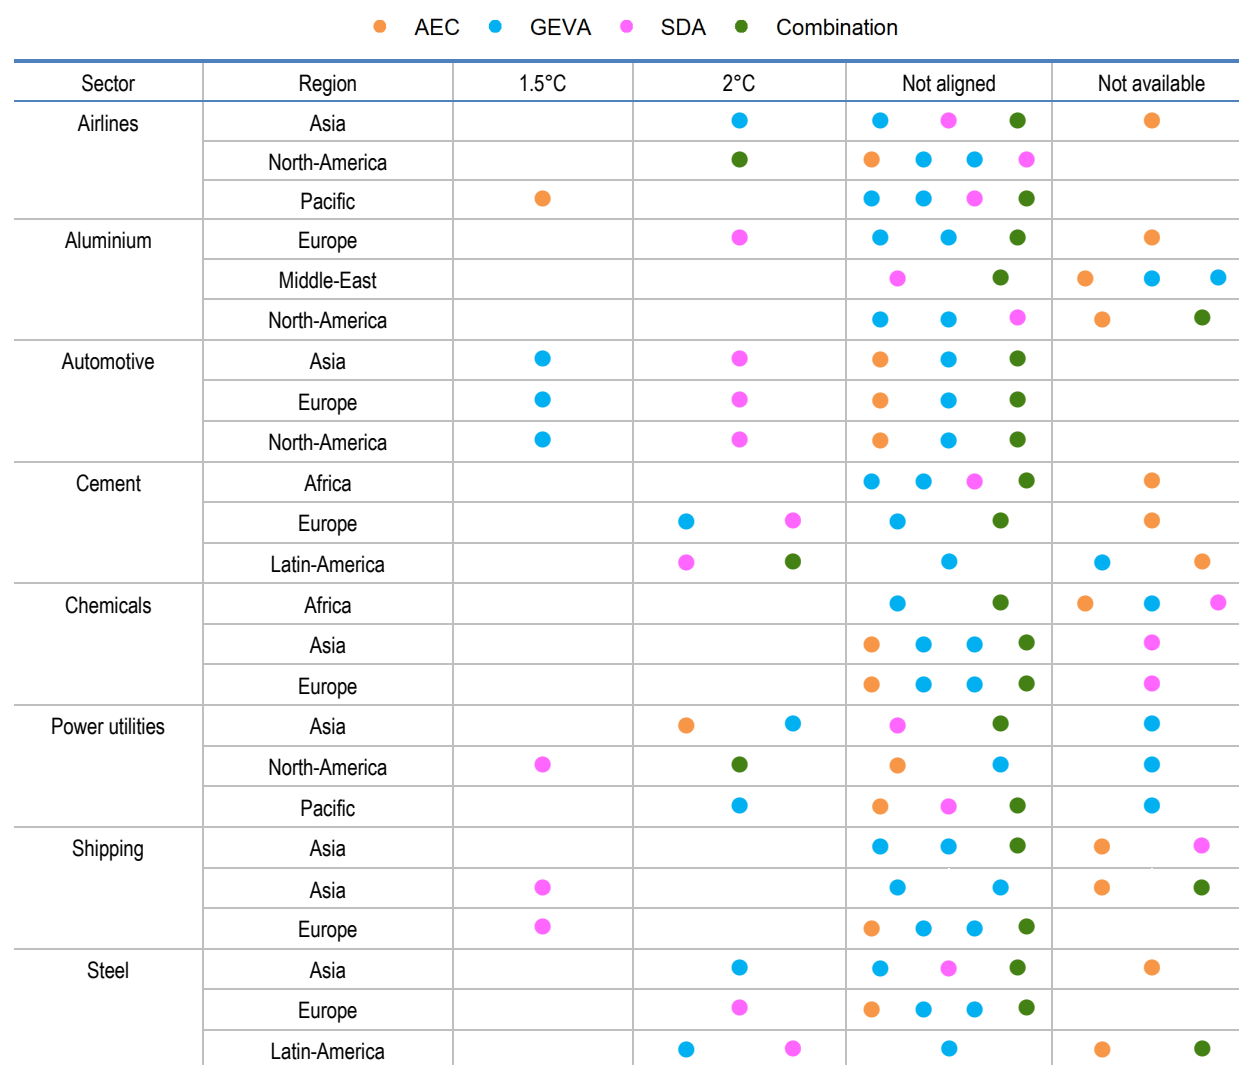 AEC GEVA SDA Combination
Sector Region 1.5°C 2°C Not aligned Not available
Airlines Asia
North-America
Pacific
Aluminium Europe
Middle-East
North-America
Automotive Asia
Europe
North-America
Cement Africa
Europe
Latin-America
Chemicals Africa
Asia
Europe
Power utilities Asia
North-America
Pacific
Shipping Asia
Asia
Europe
Steel Asia
Europe
Latin-America